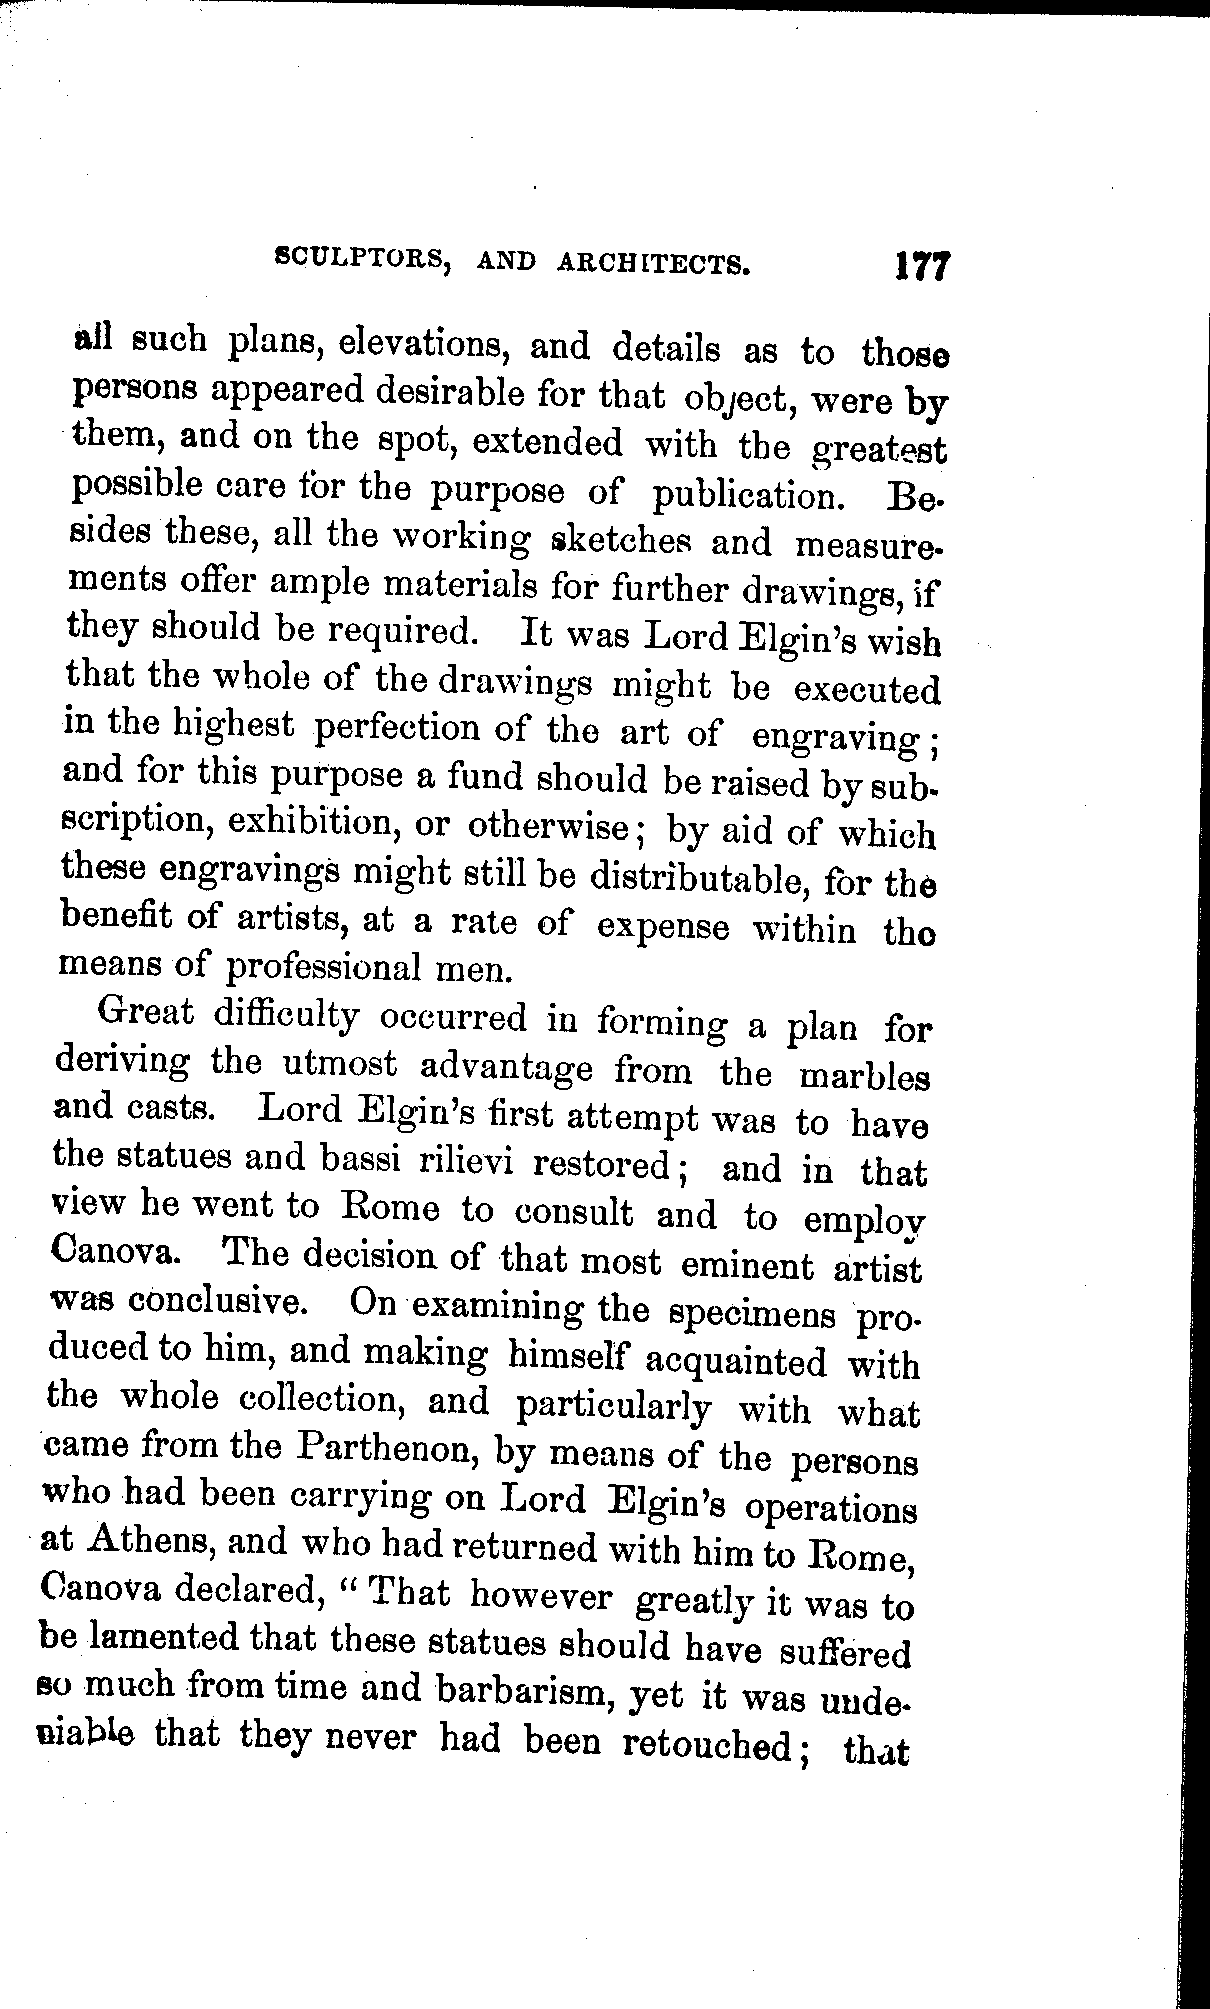 SCULPTORS, AND ARCHITECTS. 177
all such plans, elevations, and details as to those
persons appeared desirable for that object, were by
them, and on the spot, extended with the greatest
possible care for the purpose of publication. Be-
sides these, all the working sketches and measure-
ments offer ample materials for further drawings, if
they should be required. It was Lord Elgin's wish
that the whole of the drawings might be executed
in the highest perfection of the art of engraving;
and for this purpose a fund should be raised by sub-
scription, exhibition, or otherwise; by aid of which
these engravings might still be distributable, for the
benefit of artists, at a rate of expense within the
means of professional men.
Great difficulty occurred in forming a plan for
deriving the utmost advantage from the marbles
and casts. Lord Elgin's first attempt was to have
the statues and bassi rilievi restored; and in that
view he went to Rome to consult and to employ
Canova. The decision of that most eminent artist
was conclusive. On examining the specimens pro-
duced to him, and making himself acquainted with
the whole collection, and particularly with what
came from the Parthenon, by means of the persons
who had been carrying on Lord Elgin's operations
at Athens, and who had returned with him to Rome,
Canova declared, "That however greatly it was to
be lamented that these statues should have suffered
so much from time and barbarism, yet it was unde-
niable that they never had been retouched; that